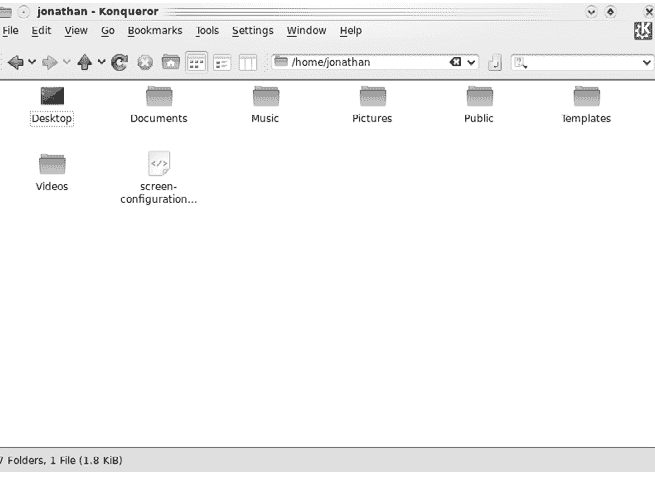 jonathan - Konqueror
File Edit View Go Bookmarks Tools Settings Window Help
/home/jonathan
Desktop Documents Music Pictures Public Templates
Videos screen-
configuration...
7 Folders, 1 File (1.8 KiB)